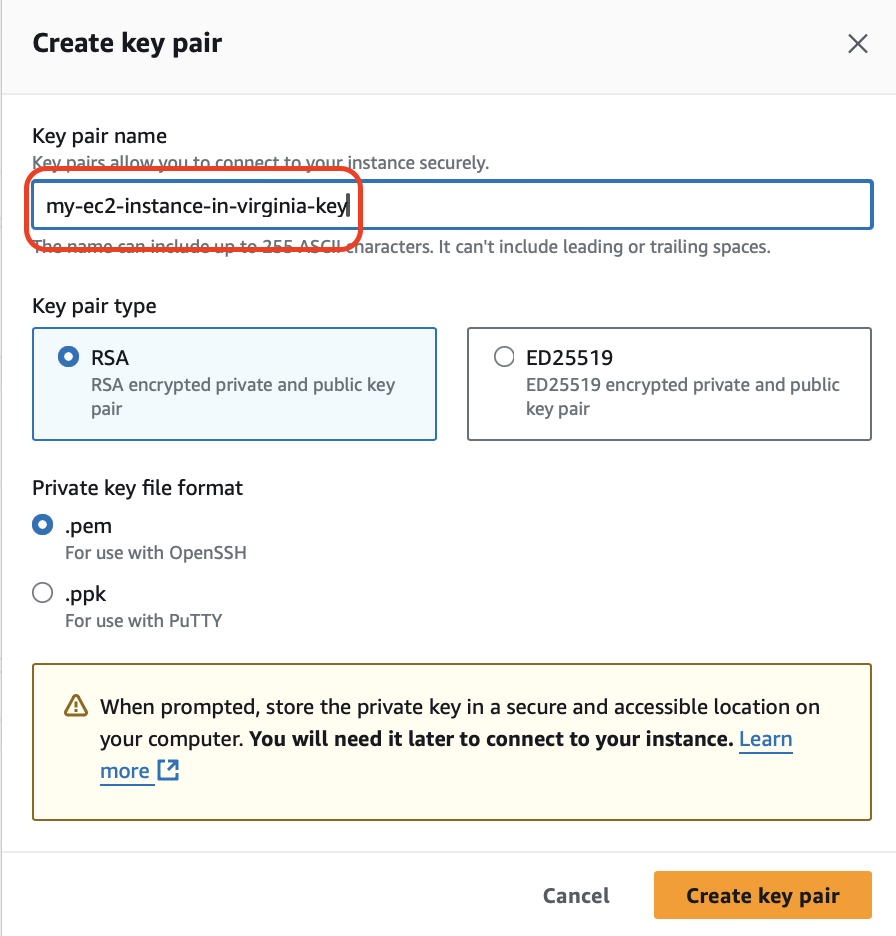 Create key pair
Key pair name
Key pairs allow you to connect to your instance securely.
my-ec2-instance-in-virginia-key
The name can include up to 255 ASCII characters. It can't include leading or trailing spaces.
Key pair type
RSA
RSA encrypted private and public key
pair
ED25519
ED25519 encrypted private and public
key pair
Private key file format
.pem
For use with OpenSSH
.ppk
For use with PuTTY
When prompted, store the private key in a secure and accessible location on
your computer. You will need it later to connect to your instance. Learn
more
Cancel
Create key pair